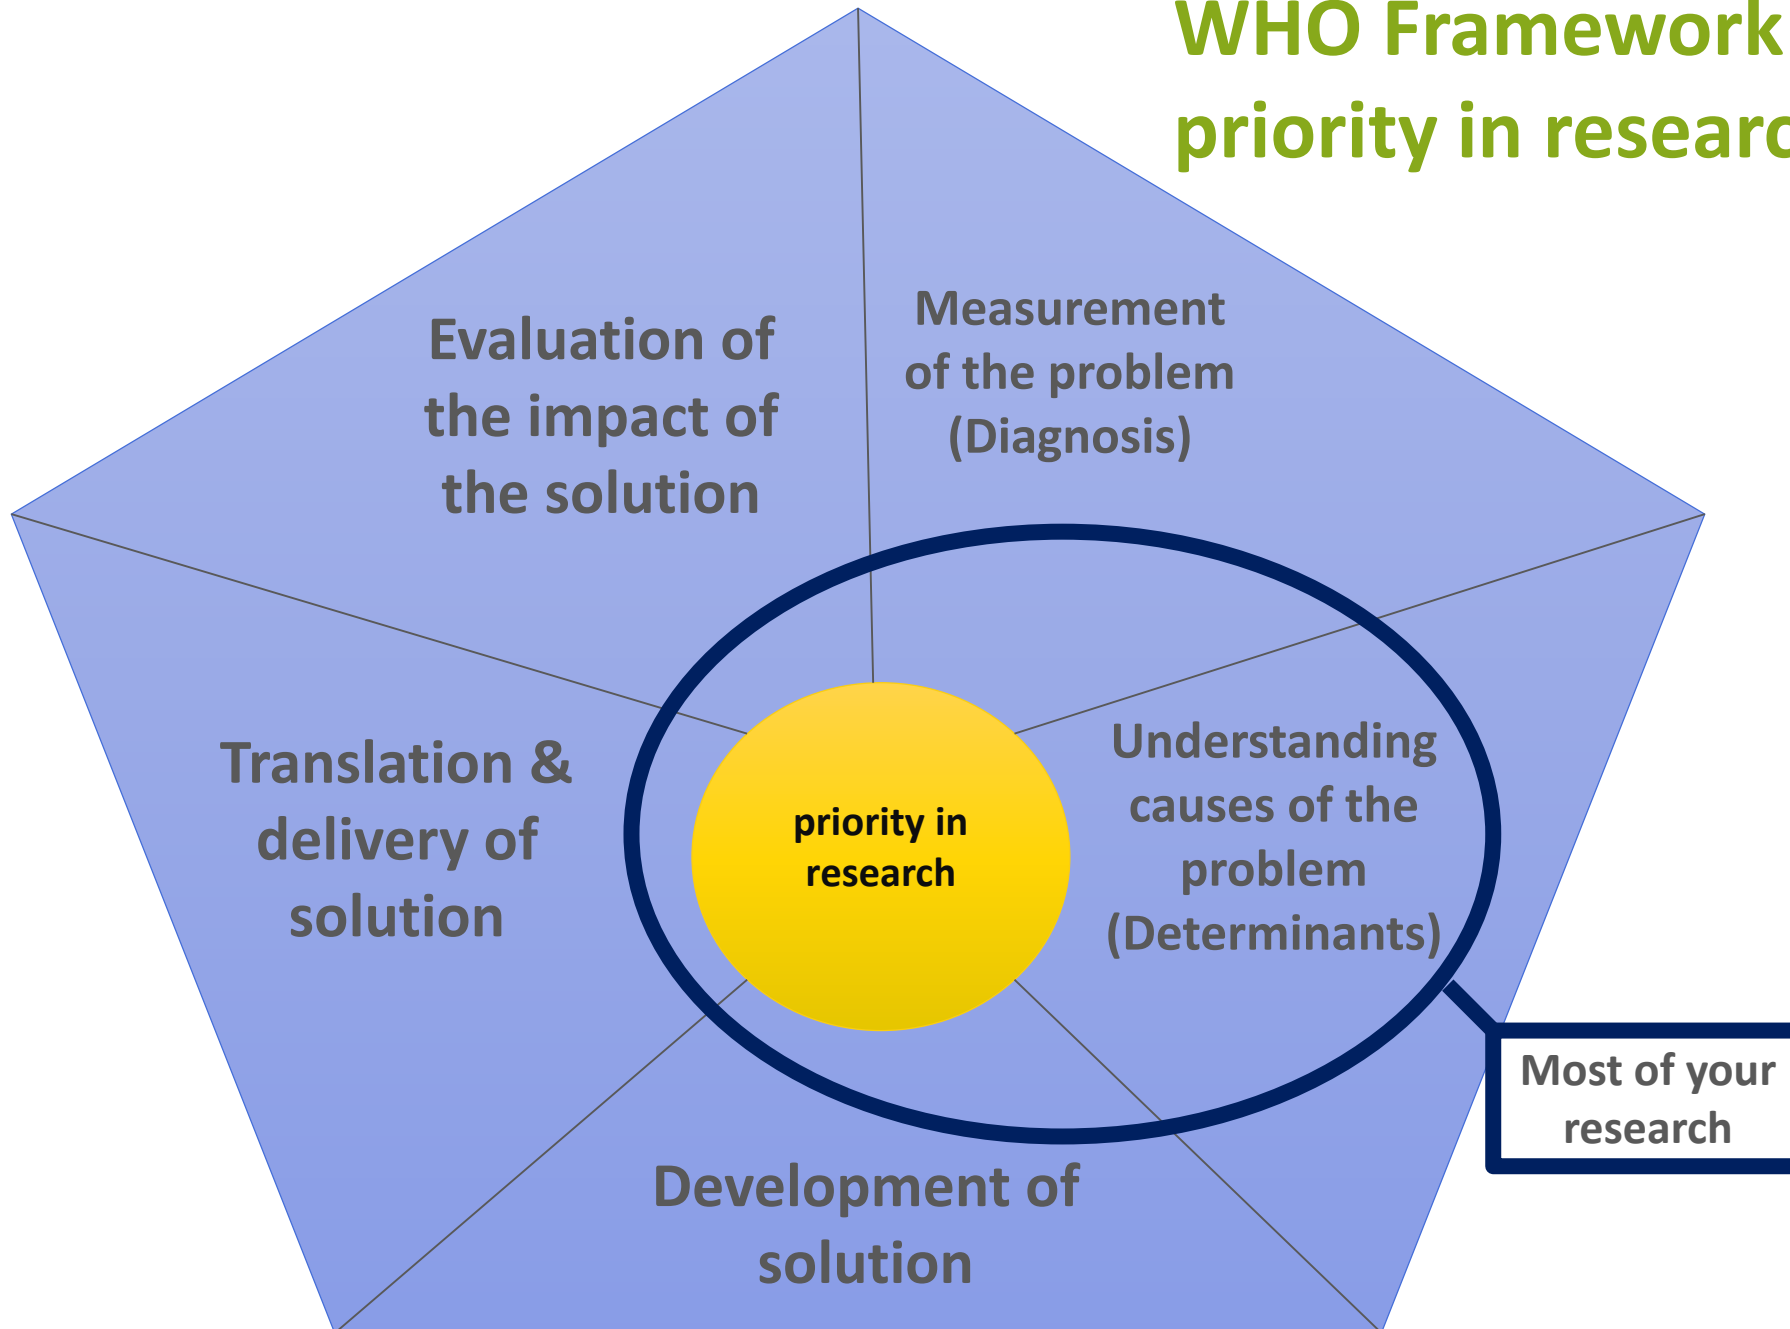 WHO Framework
priority in researc
Measurement
of the problem
(Diagnosis)
Evaluation of
the impact of
the solution
Understanding
causes of the
problem
(Determinants)
Translation &
delivery of
solution
priority in
research
Most of your
research
Development of
solution